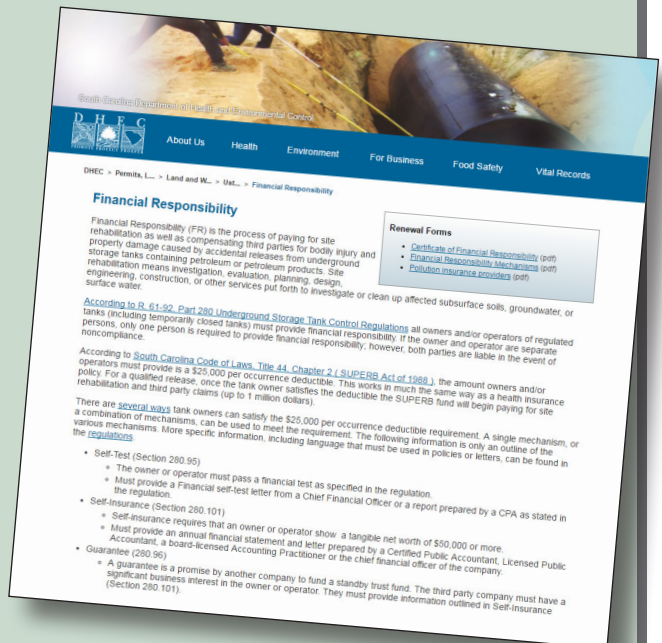 South Carolina Department of Health and Environmental Control
D H E C
PROMOTE PROTECT PROSPER
About Us Health Environment For Business Food Safety Vital Records
DHEC > Permits, L... > Land and W... > Ust... > Financial Responsibility
Financial Responsibility
Financial Responsibility (FR) is the process of paying for site
rehabilitation as well as compensating third parties for bodily injury and
property damage caused by accidental releases from underground
storage tanks containing petroleum or petroleum products. Site
rehabilitation means investigation, evaluation, planning, design,
engineering, construction, or other services put forth to investigate or clean up affected subsurface soils, groundwater, or
surface water.
Renewal Forms
• Certificate of Financial Responsibility (pdf)
• Financial Responsibility Mechanisms (pdf)
• Pollution insurance providers (pdf)
According to R. 61-92, Part 280 Underground Storage Tank Control Regulations all owners and/or operators of regulated
tanks (including temporarily closed tanks) must provide financial responsibility. If the owner and operator are separate
persons, only one person is required to provide financial responsibility; however, both parties are liable in the event of
noncompliance.
According to South Carolina Code of Laws, Title 44, Chapter 2 ( SUPERB Act of 1988 ), the amount owners and/or
operators must provide is a $25,000 per occurrence deductible. This works in much the same way as a health insurance
policy. For a qualified release, once the tank owner satisfies the deductible the SUPERB fund will begin paying for site
rehabilitation and third party claims (up to 1 million dollars).
There are several ways tank owners can satisfy the $25,000 per occurrence deductible requirement. A single mechanism, or
a combination of mechanisms, can be used to meet the requirement. The following information is only an outline of the
various mechanisms. More specific information, including language that must be used in policies or letters, can be found in
the regulations.
• Self-Test (Section 280.95)
The owner or operator must pass a financial test as specified in the regulation.
Must provide a Financial self-test letter from a Chief Financial Officer or a report prepared by a CPA as stated in
the regulation.
• Self-Insurance (Section 280.101)
Self-insurance requires that an owner or operator show a tangible net worth of $50,000 or more.
Must provide an annual financial statement and letter prepared by a Certified Public Accountant, Licensed Public
Accountant, a board-licensed Accounting Practitioner or the chief financial officer of the company.
• Guarantee (280.96)
A guarantee is a promise by another company to fund a standby trust fund. The third party company must have a
significant business interest in the owner or operator. They must provide information outlined in Self-Insurance
(Section 280.101).